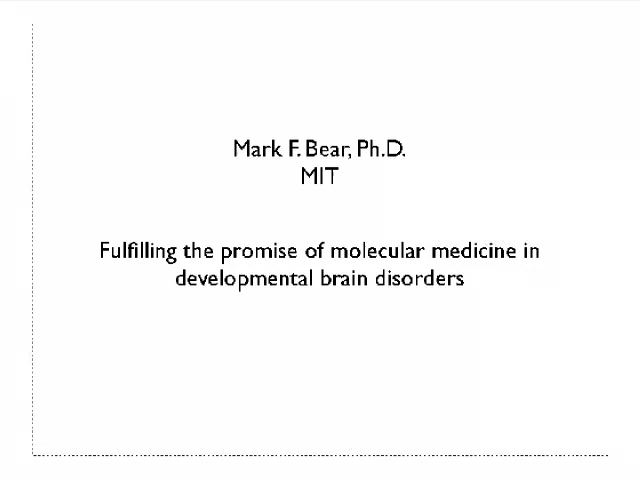 Mark F. Bear, Ph.D.
MIT
Fulfilling the promise of molecular medicine in
developmental brain disorders